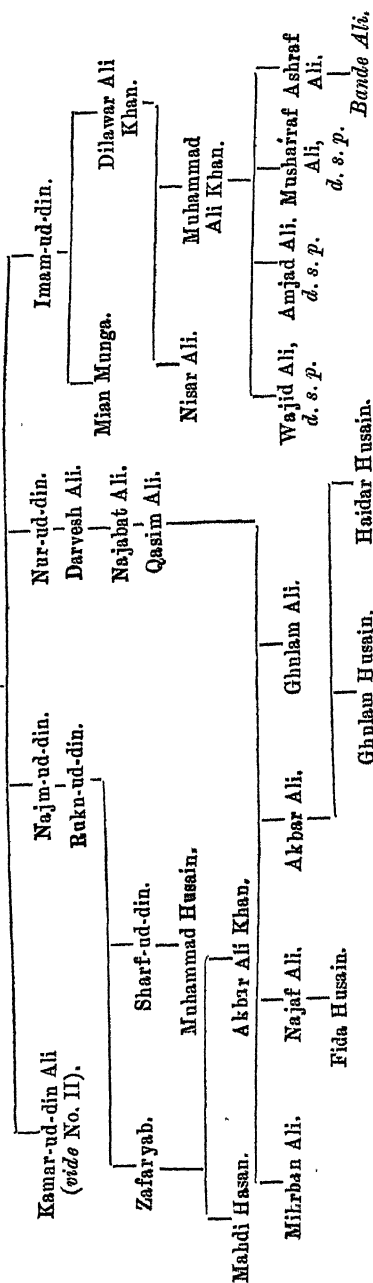 Kamar-ud-din Ali Najm-ud-din. Nur-ud-din. Imam-ud-din.
(vide No. II). Rukn-ud-din. Darvesh Ali.
Najabat Ali. Mian Munga. Dilawar Ali
Qasim Ali. Khan.
Zafaryab. Sharf-ud-din.
Muhammad Husain. Nisar Ali. Muhammad
Ali Khan.
Mahdi Hasan. Akbar Ali Khan.
Mihrban Ali. Najaf Ali. Akbar Ali. Ghulam Ali. Wajid Ali, Amjad Ali. Musharraf Ashraf
d. s. p. d. s. p. Ali, Ali.
d. s. p.
Fida Husain. Ghulam Husain. Haidar Husain. Bande Ali.